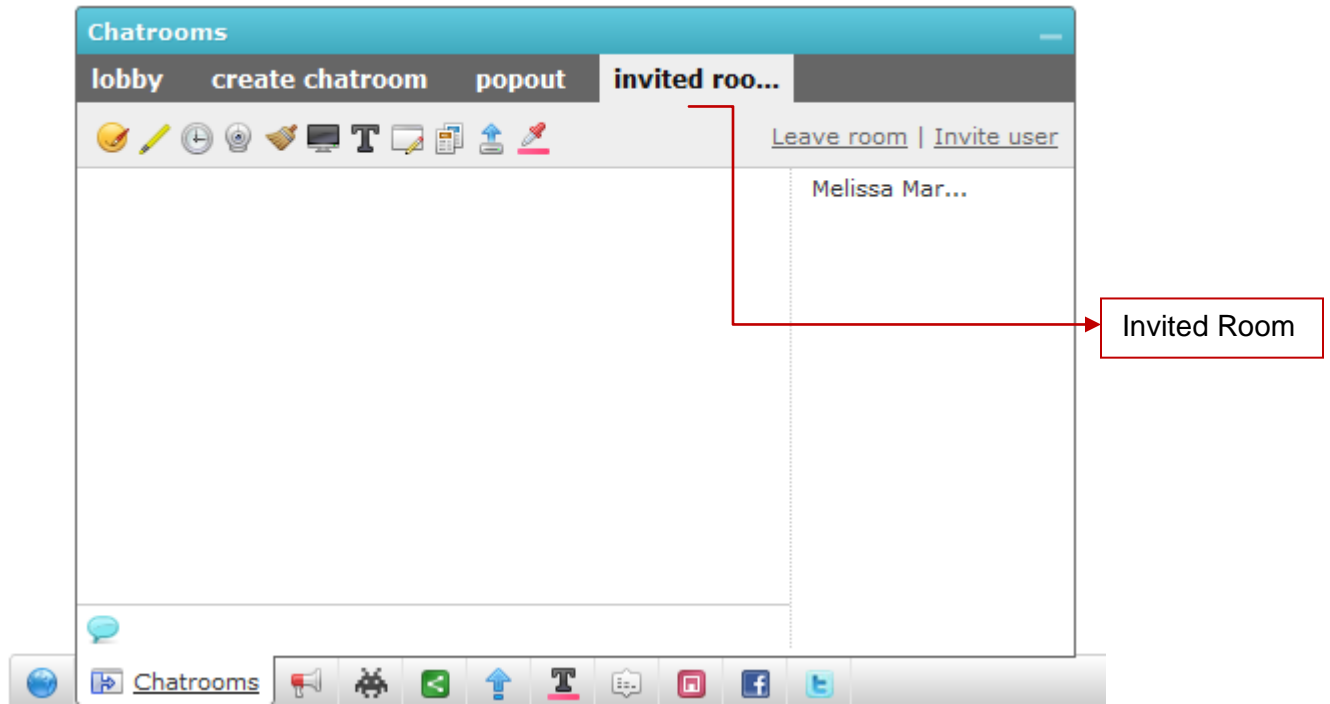 Chatrooms
lobby create chatroom popout invited roo...
T Leave room | Invite user
Melissa Mar...
Invited Room
Chatrooms T f t